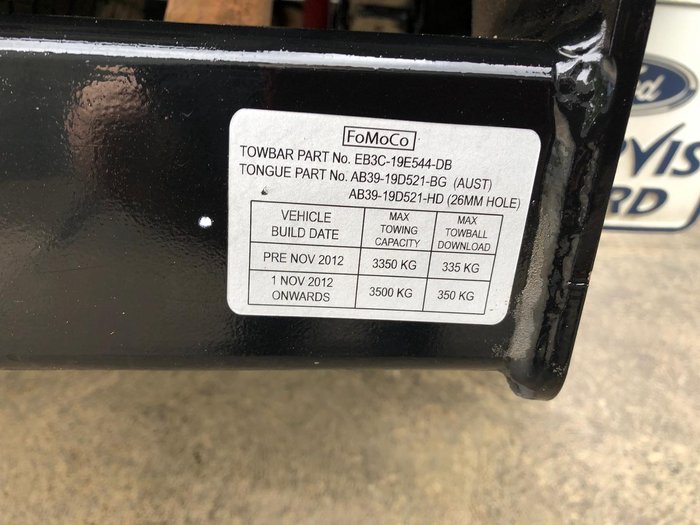 FoMoCo
TOWBAR PART No. EB3C-19E544-DB
TONGUE PART No. AB39-19D521-BG (AUST)
AB39-19D521-HD (26MM HOLE)
VEHICLE BUILD DATE
MAX TOWING CAPACITY
MAX TOWBALL DOWNLOAD
PRE NOV 2012 3350 KG 335 KG
1 NOV 2012 ONWARDS 3500 KG 350 KG